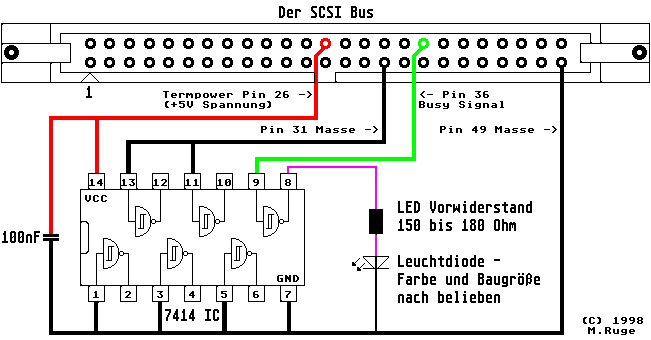 Der SCSI Bus
1
Termpower Pin 26 ->
(+5V Spannung)
<- Pin 36
Busy Signal
Pin 31 Masse ->
Pin 49 Masse ->
14 13 12 11 10 9 8
VCC
100nF
LED Vorwiderstand
150 bis 180 Ohm
Leuchtdiode -
Farbe und Baugröße
nach belieben
GND
1 2 3 4 5 6 7
7414 IC
(C) 1998
M.Ruge